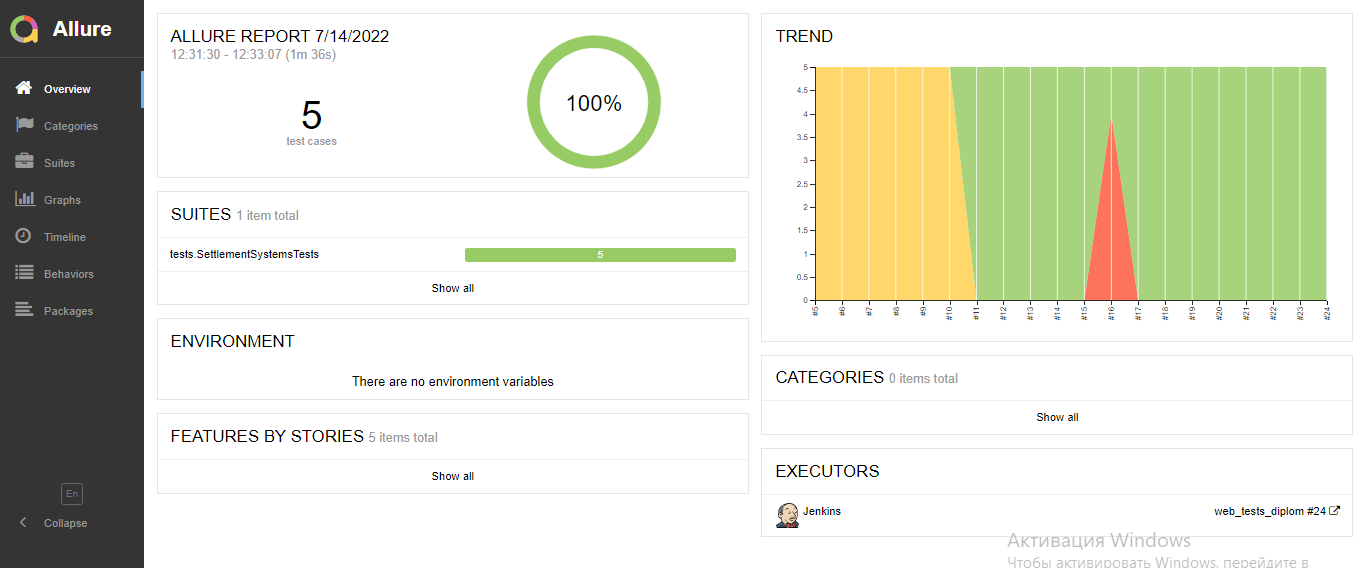 Allure
Overview
Categories
Suites
Graphs
Timeline
Behaviors
Packages
En
Collapse
ALLURE REPORT 7/14/2022
12:31:30 - 12:33:07 (1m 36s)
5
test cases
100%
SUITES 1 item total
tests.SettlementSystemsTests 5
Show all
ENVIRONMENT
There are no environment variables
FEATURES BY STORIES 5 items total
Show all
TREND
5
4.5
4
3.5
3
2.5
2
1.5
1
0.5
0
#5 #6 #7 #8 #9 #10 #11 #12 #13 #14 #15 #16 #17 #18 #19 #20 #21 #22 #23 #24
CATEGORIES 0 items total
Show all
EXECUTORS
Jenkins web_tests_diplom #24
Активация Windows
Чтобы активировать Windows, перейдите в